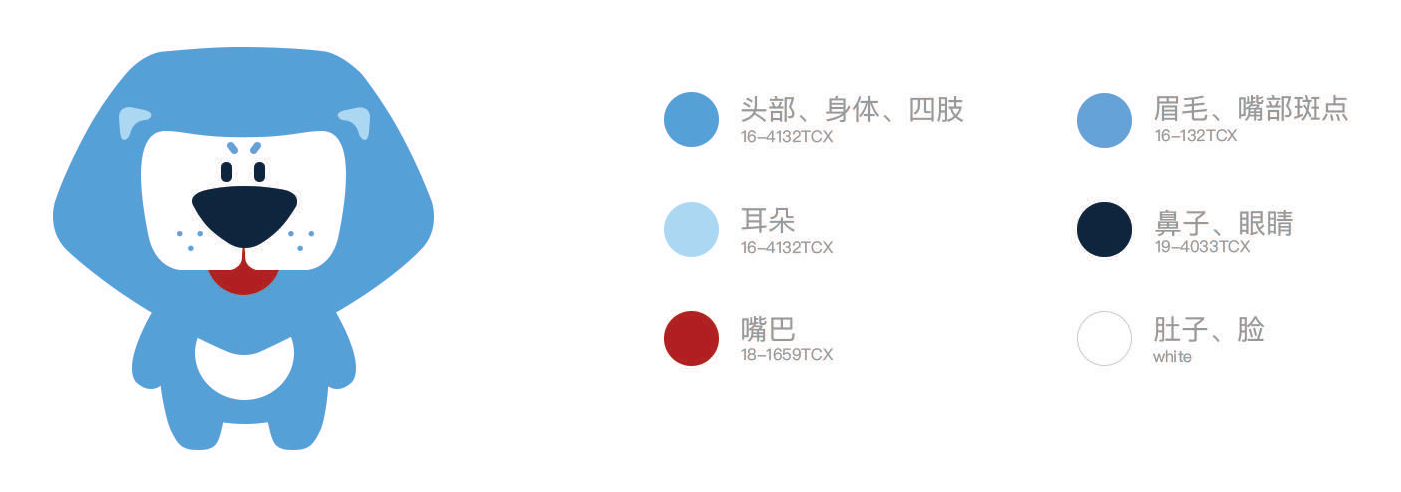 头部、身体、四肢
16-4132TCX
眉毛、嘴部斑点
16-132TCX
耳朵
16-4132TCX
鼻子、眼睛
19-4033TCX
嘴巴
18-1659TCX
肚子、脸
white